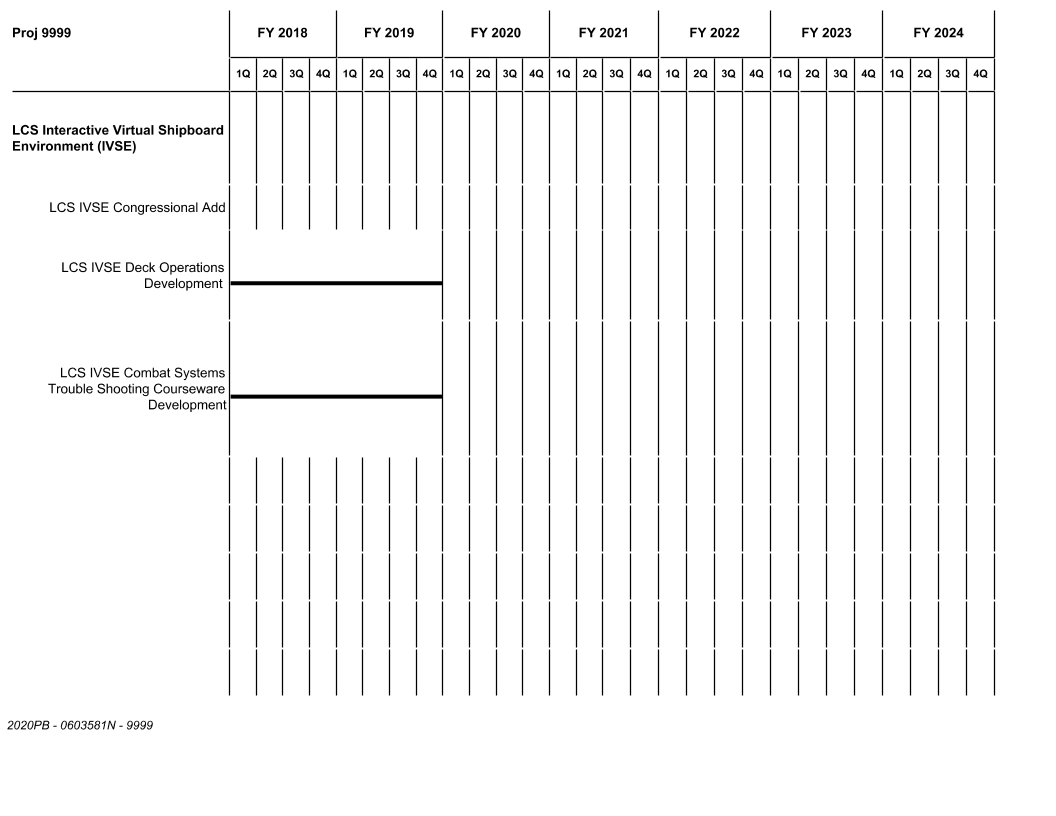 Proj 9999 FY 2018 FY 2019 FY 2020 FY 2021 FY 2022 FY 2023 FY 2024
1Q 2Q 3Q 4Q 1Q 2Q 3Q 4Q 1Q 2Q 3Q 4Q 1Q 2Q 3Q 4Q 1Q 2Q 3Q 4Q 1Q 2Q 3Q 4Q 1Q 2Q 3Q 4Q
LCS Interactive Virtual Shipboard
Environment (IVSE)
LCS IVSE Congressional Add
LCS IVSE Deck Operations
Development
LCS IVSE Combat Systems
Trouble Shooting Courseware
Development
2020PB - 0603581N - 9999